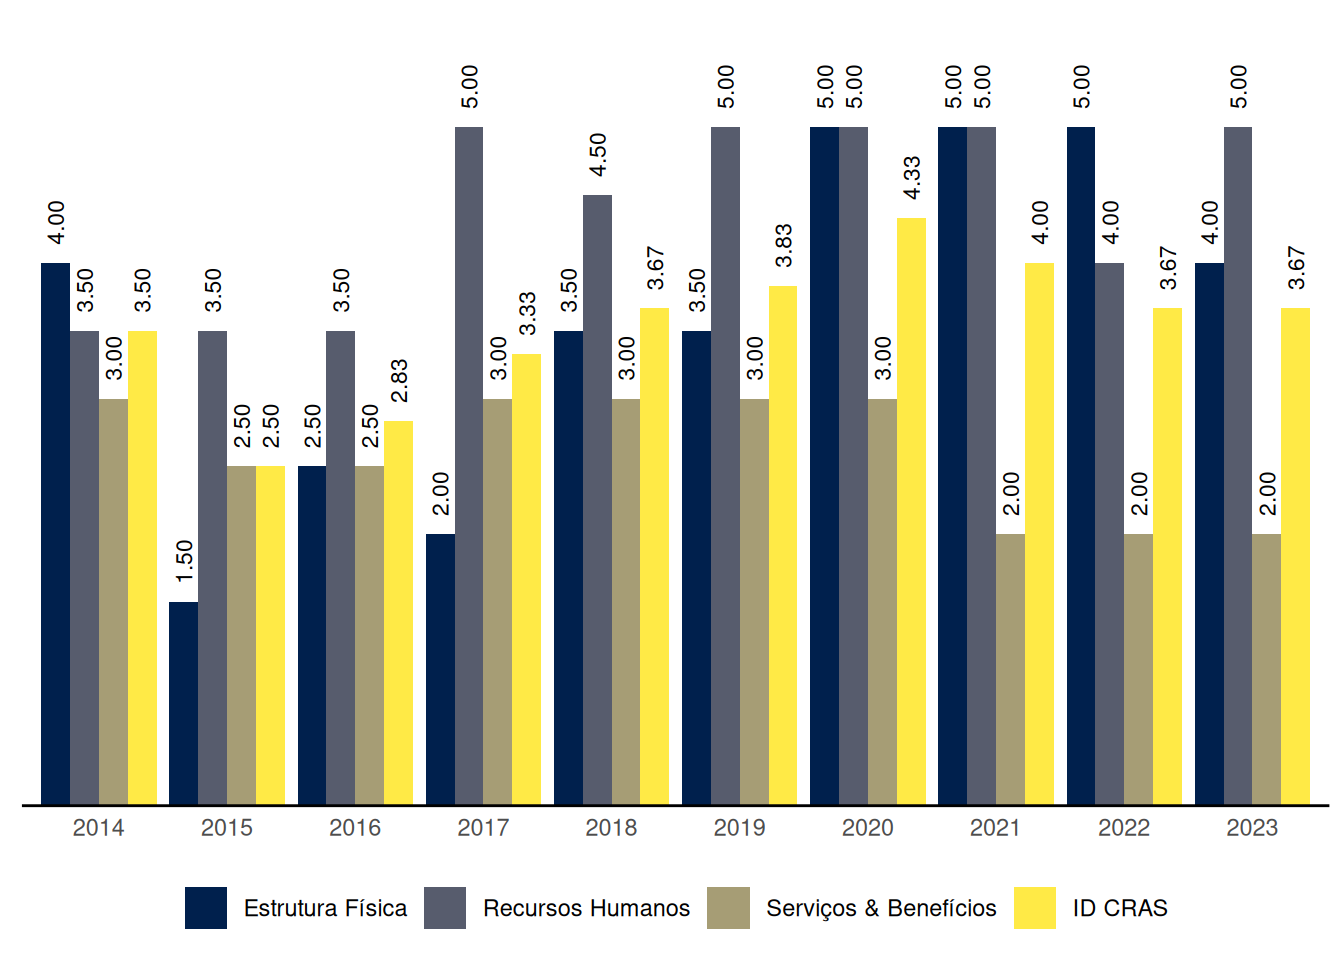 4.00 3.50 3.00 3.50 1.50 3.50 2.50 2.50 2.50 3.50 2.50 2.83 2.00 5.00 3.00 3.33 3.50 4.50 3.00 3.67 3.50 5.00 3.00 3.83 5.00 5.00 3.00 4.33 5.00 5.00 2.00 4.00 5.00 4.00 2.00 3.67 4.00 5.00 2.00 3.67
2014 2015 2016 2017 2018 2019 2020 2021 2022 2023
Estrutura Física Recursos Humanos Serviços & Benefícios ID CRAS